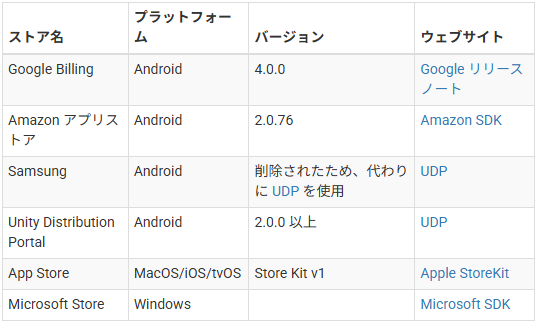 ストア名 プラットフォー バージョン ウェブサイト
ム
Google Billing Android 4.0.0 Google リリース
ノート
Amazon アプリス Android 2.0.76 Amazon SDK
トア
Samsung Android 削除されたため、代わり UDP
に UDP を使用
Unity Distribution Android 2.0.0 以上 UDP
Portal
App Store MacOS/iOS/tvOS Store Kit v1 Apple StoreKit
Microsoft Store Windows Microsoft SDK